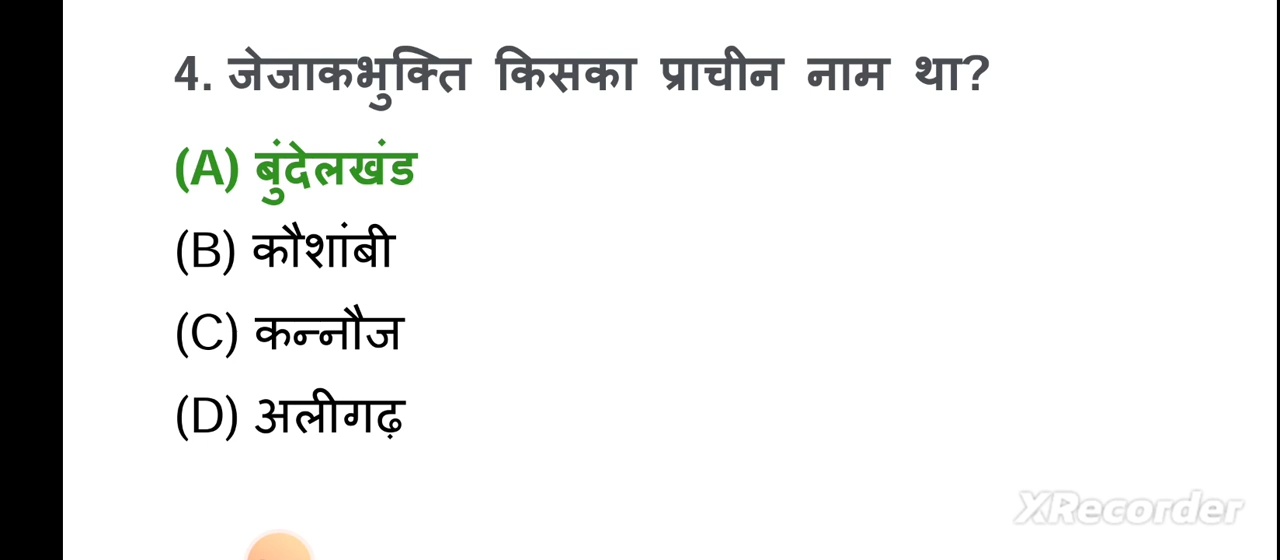 4. जेजाकभुक्ति किसका प्राचीन नाम था?
(A) बुंदेलखंड
(B) कौशांबी
(C) कन्नौज
(D) अलीगढ़
XRecorder